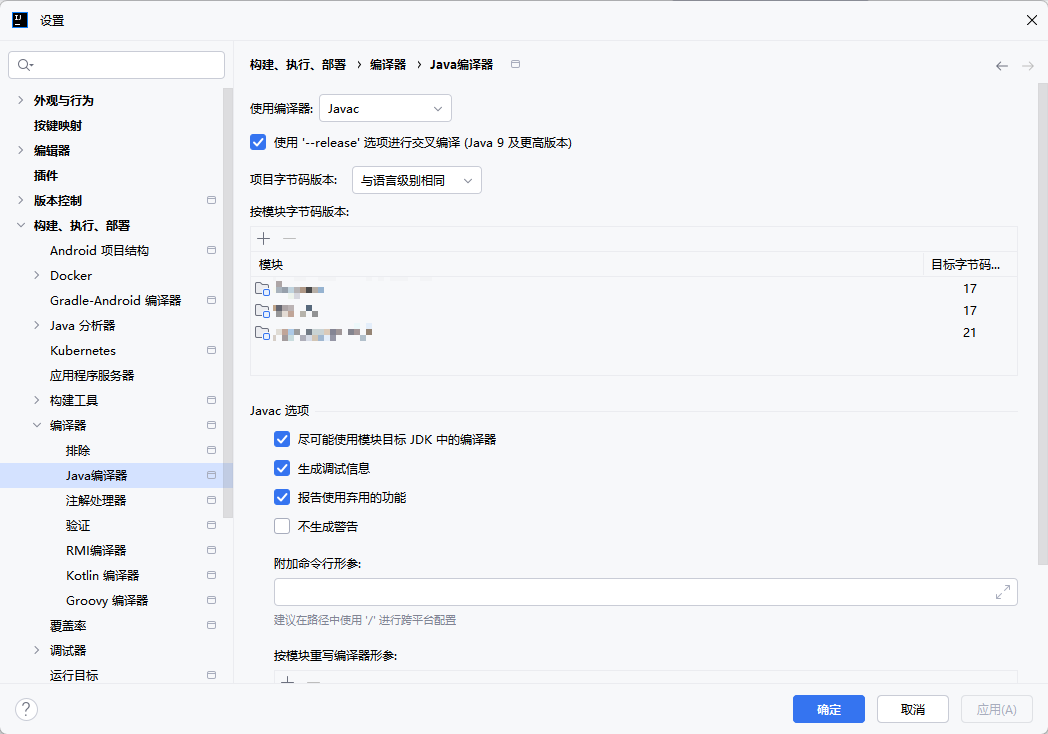 设置
外观与行为
按键映射
编辑器
插件
版本控制
构建、执行、部署
Android 项目结构
Docker
Gradle-Android 编译器
Java 分析器
Kubernetes
应用程序服务器
构建工具
编译器
排除
Java编译器
注解处理器
验证
RMI编译器
Kotlin 编译器
Groovy 编译器
覆盖率
调试器
运行目标
构建、执行、部署 › 编译器 › Java编译器
使用编译器: Javac
使用 '--release' 选项进行交叉编译 (Java 9 及更高版本)
项目字节码版本: 与语言级别相同
按模块字节码版本:
模块 目标字节码...
17
17
21
Javac 选项
尽可能使用模块目标 JDK 中的编译器
生成调试信息
报告使用弃用的功能
不生成警告
附加命令行形参:
建议在路径中使用 '/' 进行跨平台配置
按模块重写编译器形参:
? 确定 取消 应用(A)